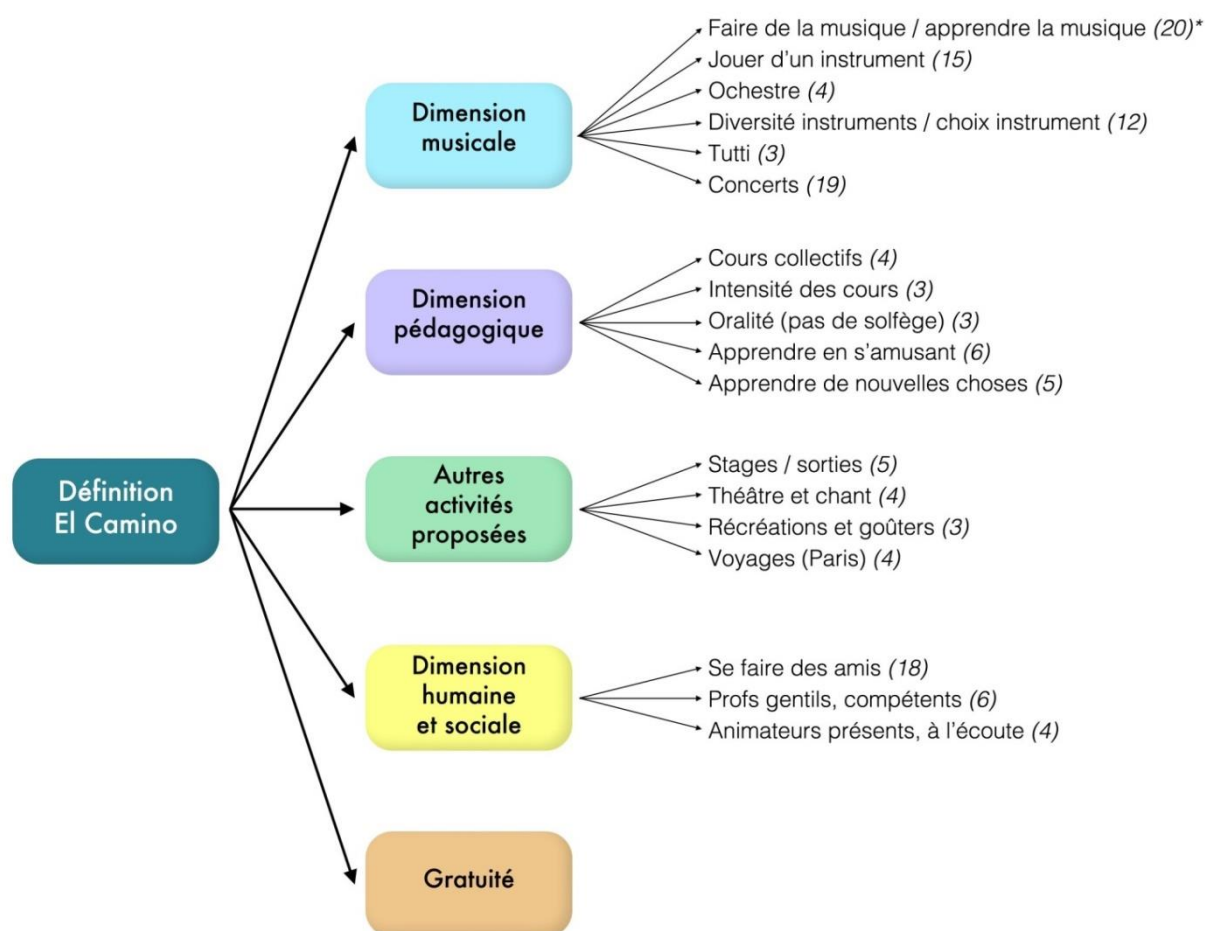 Définition
El Camino
Dimension
musicale
Faire de la musique / apprendre la musique (20)*
Jouer d'un instrument (15)
Ochestre (4)
Diversité instruments / choix instrument (12)
Tutti (3)
Concerts (19)
Dimension
pédagogique
Cours collectifs (4)
Intensité des cours (3)
Oralité (pas de solfège) (3)
Apprendre en s'amusant (6)
Apprendre de nouvelles choses (5)
Autres
activités
proposées
Stages / sorties (5)
Théâtre et chant (4)
Récréations et goûters (3)
Voyages (Paris) (4)
Dimension
humaine
et sociale
Se faire des amis (18)
Profs gentils, compétents (6)
Animateurs présents, à l'écoute (4)
Gratuité